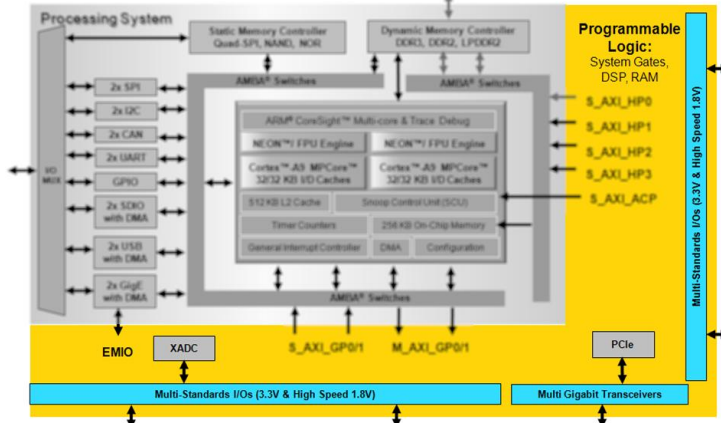 Processing System
Static Memory Controller
Quad-SPI, NAND, NOR
Dynamic Memory Controller
DDR3, DDR2, LPDDR2
Programmable
Logic:
System Gates,
DSP, RAM
AMBA® Switches
AMBA® Switches
2x SPI
2x I2C
2x CAN
2x UART
GPIO
2x SDIO
with DMA
2x USB
with DMA
2x GigE
with DMA
I/O
MUX
ARM® CoreSight™ Multi-core & Trace Debug
NEON™/ FPU Engine
NEON™/ FPU Engine
Cortex™-A9 MPCore™
32/32 KB I/D Caches
Cortex™-A9 MPCore™
32/32 KB I/D Caches
512 KB L2 Cache
Snoop Control Unit (SCU)
Timer Counters
256 KB On-Chip Memory
General Interrupt Controller
DMA
Configuration
AMBA® Switches
S_AXI_HP0
S_AXI_HP1
S_AXI_HP2
S_AXI_HP3
S_AXI_ACP
Multi-Standards I/Os (3.3V & High Speed 1.8V)
EMIO
XADC
S_AXI_GP0/1
M_AXI_GP0/1
PCIe
Multi-Standards I/Os (3.3V & High Speed 1.8V)
Multi Gigabit Transceivers